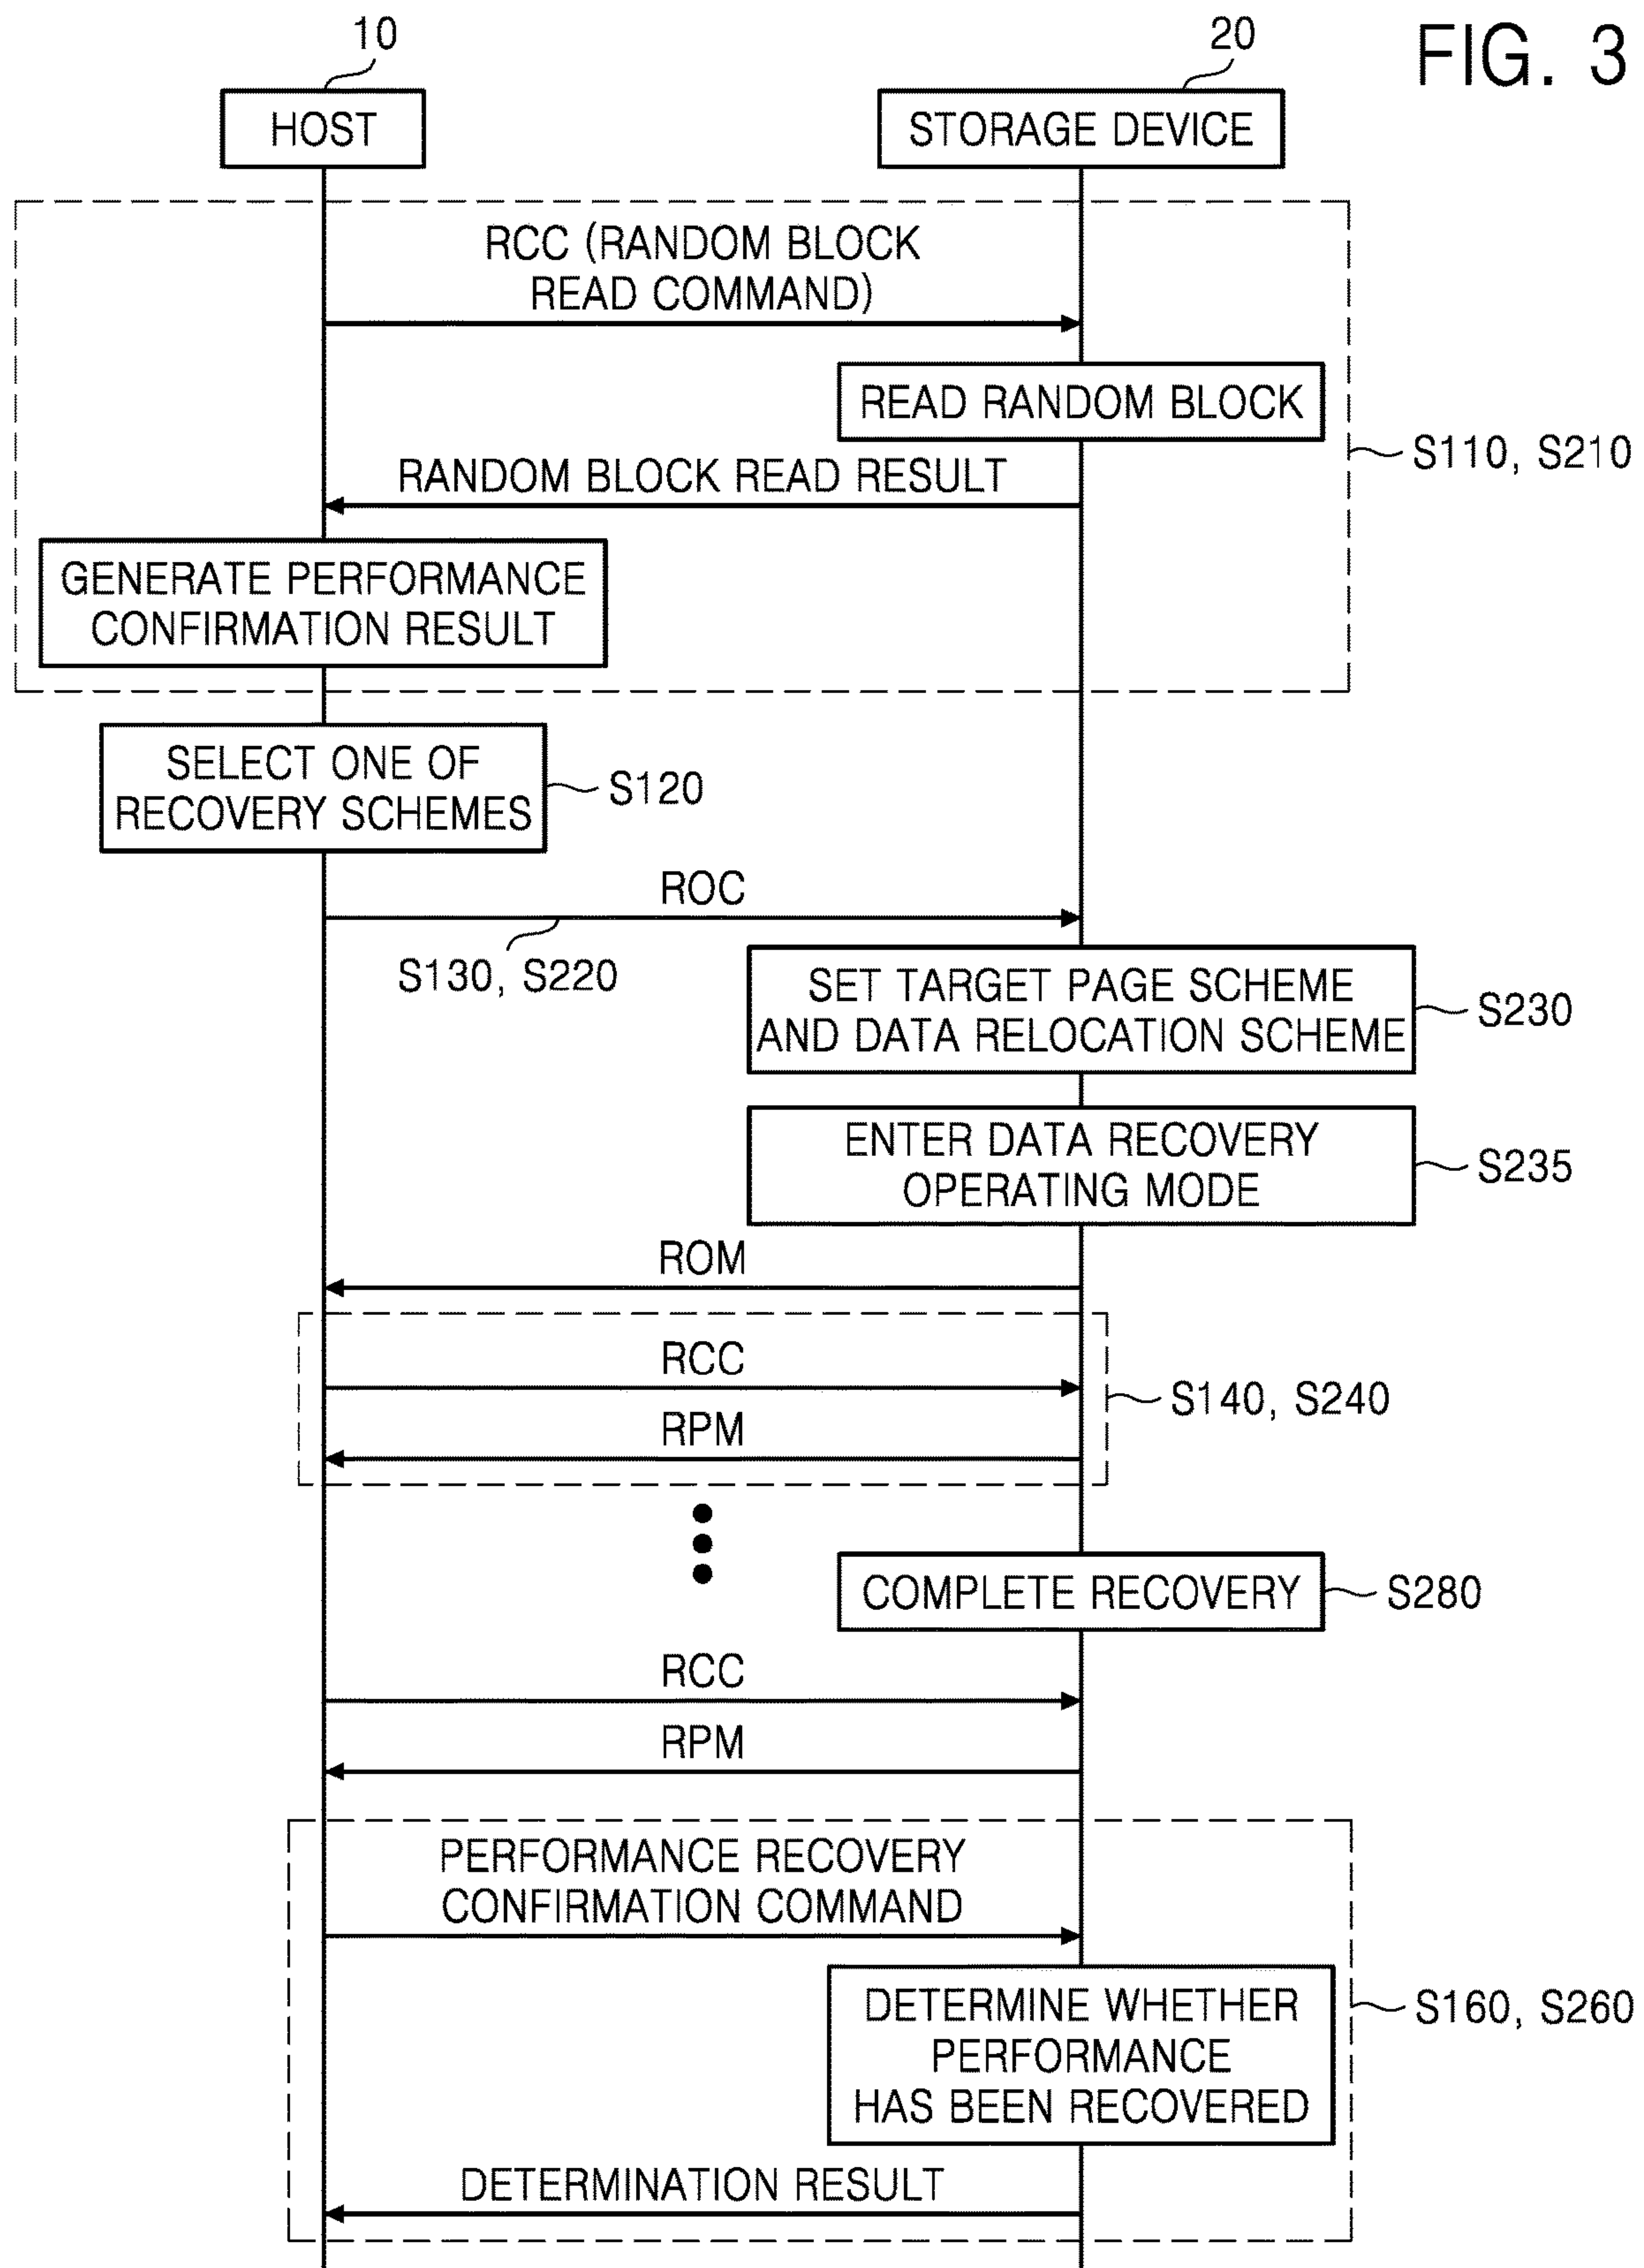 FIG. 3
10
20
HOST
STORAGE DEVICE
RCC (RANDOM BLOCK
READ COMMAND)
READ RANDOM BLOCK
S110, S210
RANDOM BLOCK READ RESULT
GENERATE PERFORMANCE
CONFIRMATION RESULT
SELECT ONE OF
RECOVERY SCHEMES
S120
ROC
S130, S220
SET TARGET PAGE SCHEME
AND DATA RELOCATION SCHEME
S230
ENTER DATA RECOVERY
OPERATING MODE
S235
ROM
RCC
S140, S240
RPM
COMPLETE RECOVERY
S280
RCC
RPM
PERFORMANCE RECOVERY
CONFIRMATION COMMAND
DETERMINE WHETHER
PERFORMANCE
HAS BEEN RECOVERED
S160, S260
DETERMINATION RESULT